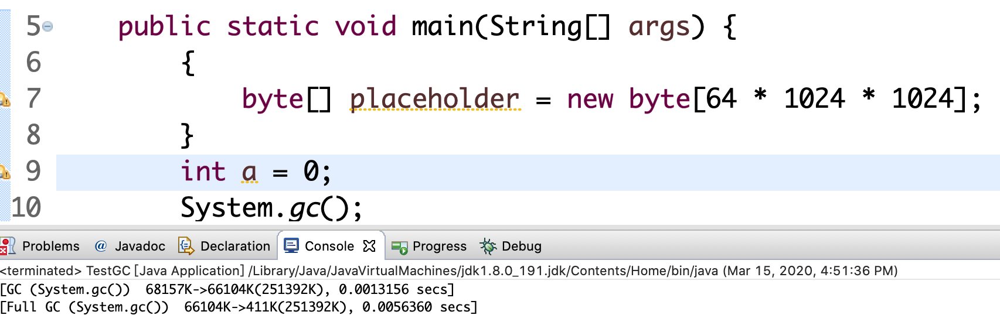 5 public static void main(String[] args) {
6 {
7 byte[] placeholder = new byte[64 * 1024 * 1024];
8 }
9 int a = 0;
10 System.gc();
Problems @ Javadoc Declaration Console Progress Debug
<terminated> TestGC [Java Application] /Library/Java/JavaVirtualMachines/jdk1.8.0_191.jdk/Contents/Home/bin/java (Mar 15, 2020, 4:51:36 PM)
[GC (System.gc())  68157K->66104K(251392K), 0.0013156 secs]
[Full GC (System.gc())  66104K->411K(251392K), 0.0056360 secs]